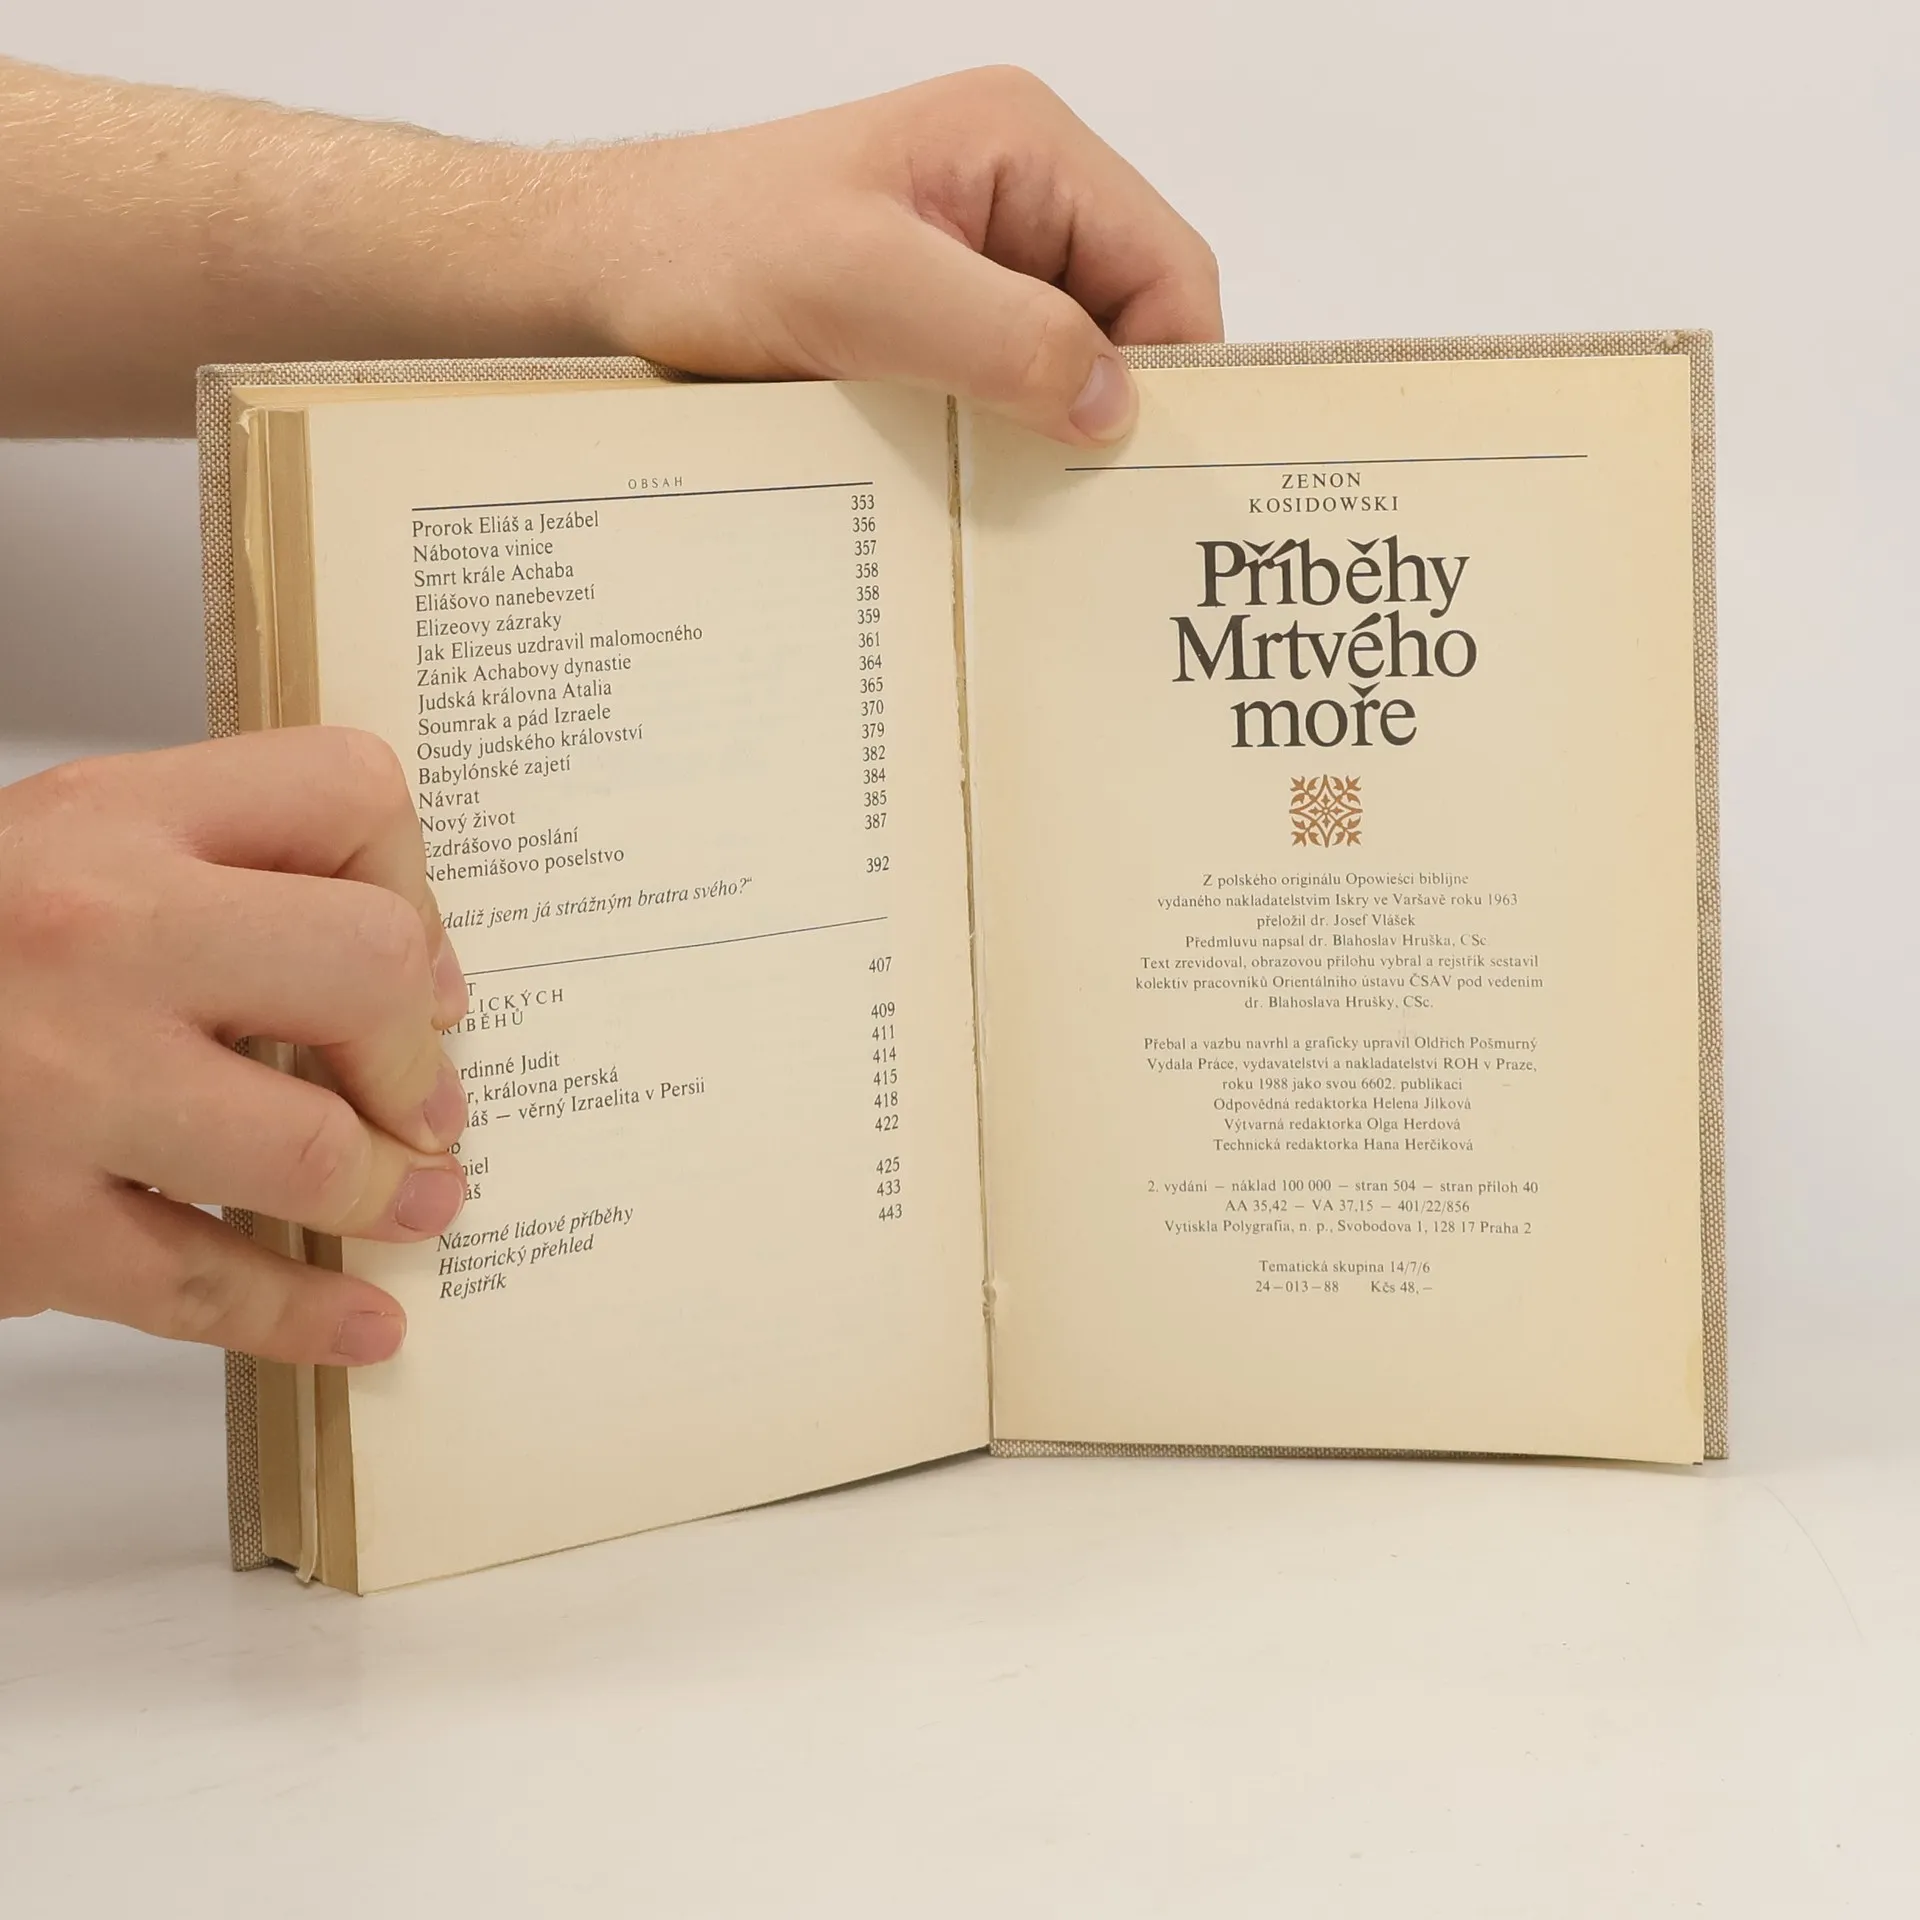 OBSAH
Prorok Eliáš a Jezábel 353
Nábotova vinice 356
Smrt krále Achaba 357
Eliášovo nanebevzetí 358
Elizeovy zázraky 358
Jak Elizeus uzdravil malomocného 359
Zánik Achabovy dynastie 361
Judská královna Atalia 364
Soumrak a pád Izraele 365
Osudy judského království 370
Babylónské zajetí 379
Návrat 382
Nový život 384
Ezdrášovo poslání 385
Nehemiášovo poselstvo 387
jsem já strážným bratra svého?“ 392
407
409
Judit 411
královna perská 414
— věrný Izraelita v Persii 415
418
422
Názorné lidové příběhy 425
Historický přehled 433
Rejstřík 443
ZENON
KOSIDOWSKI
Příběhy
Mrtvého
moře
Z polského originálu Opowieści biblijne
vydaného nakladatelstvím Iskry ve Varšavě roku 1963
přeložil dr. Josef Vlášek
Předmluvu napsal dr. Blahoslav Hruška, CSc.
Text zrevidoval, obrazovou přílohu vybral a rejstřík sestavil
kolektiv pracovníků Orientálního ústavu ČSAV pod vedením
dr. Blahoslava Hrušky, CSc.
Přebal a vazbu navrhl a graficky upravil Oldřich Pošmurný
Vydala Práce, vydavatelství a nakladatelství ROH v Praze,
roku 1988 jako svou 6602. publikaci
Odpovědná redaktorka Helena Jílková
Výtvarná redaktorka Olga Herdová
Technická redaktorka Hana Herčíková
2. vydání — náklad 100 000 — stran 504 — stran příloh 40
AA 35,42 — VA 37,15 — 401/22/856
Vytiskla Polygrafia, n. p., Svobodova 1, 128 17 Praha 2
Tematická skupina 14/7/6
24—013—88 Kčs 48,—